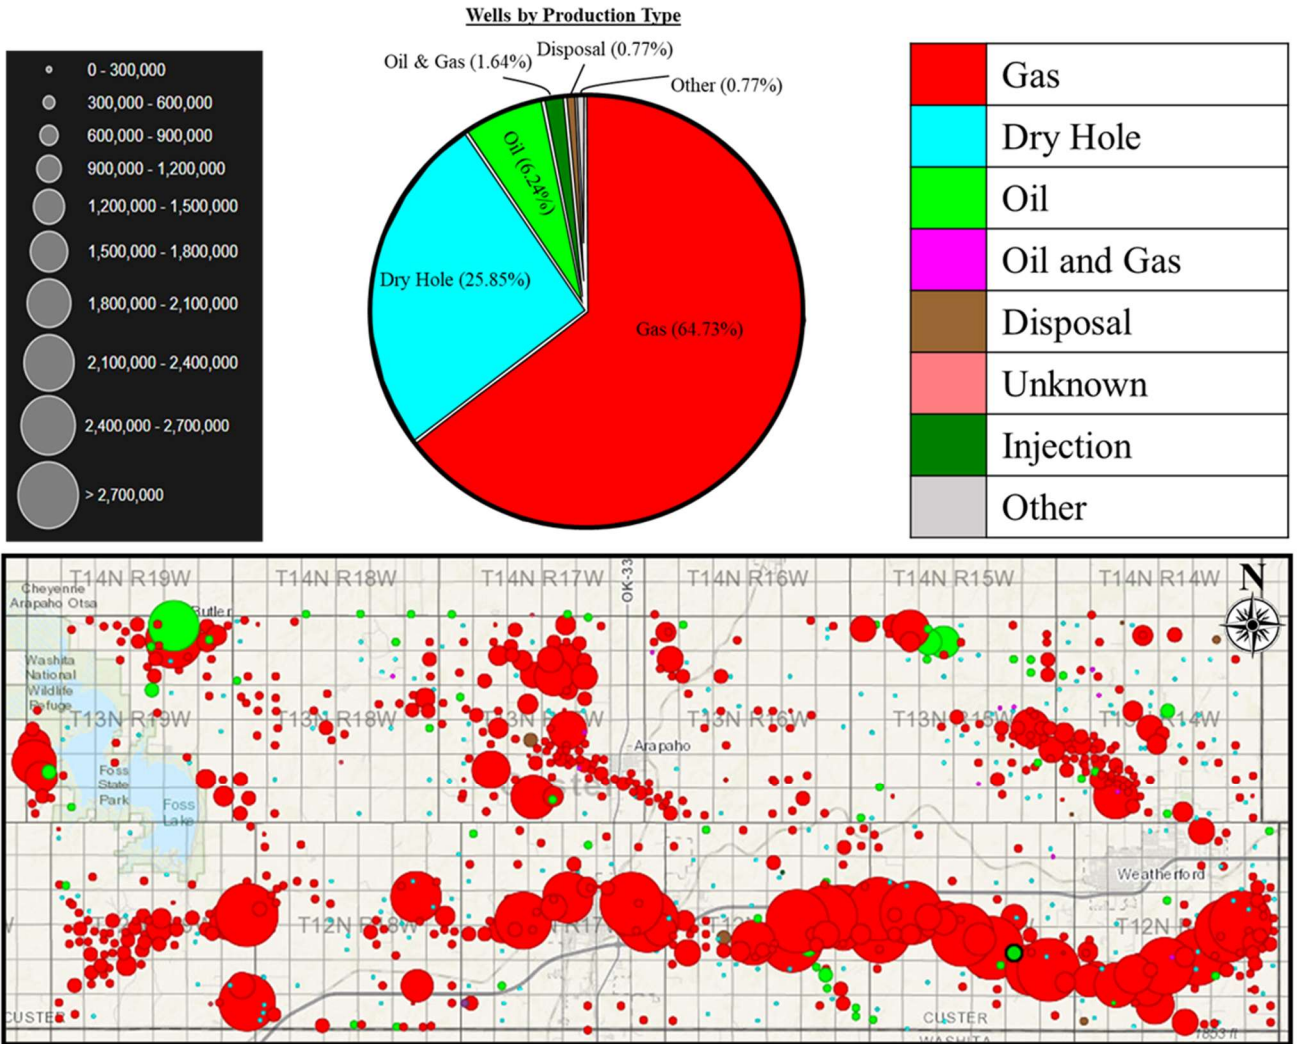 Wells by Production Type
0 - 300,000
300,000 - 600,000
600,000 - 900,000
900,000 - 1,200,000
1,200,000 - 1,500,000
1,500,000 - 1,800,000
1,800,000 - 2,100,000
2,100,000 - 2,400,000
2,400,000 - 2,700,000
> 2,700,000
Oil & Gas (1.64%)
Disposal (0.77%)
Other (0.77%)
Oil (6.24%)
Dry Hole (25.85%)
Gas (64.73%)
Gas
Dry Hole
Oil
Oil and Gas
Disposal
Unknown
Injection
Other
T14N R19W
T14N R18W
T14N R17W
OK-33
T14N R16W
T14N R15W
T14N R14W
N
Cheyenne
Arapaho Otsa
Butler
Washita
National
Wildlife
Refuge
T13N R19W
T13N R18W
T13N R16W
Arapaho
Foss
State
Park
Foss
Lake
Weatherford
T12N
R17
T12N
CUSTER
CUSTER
WASHITA
1853 ft